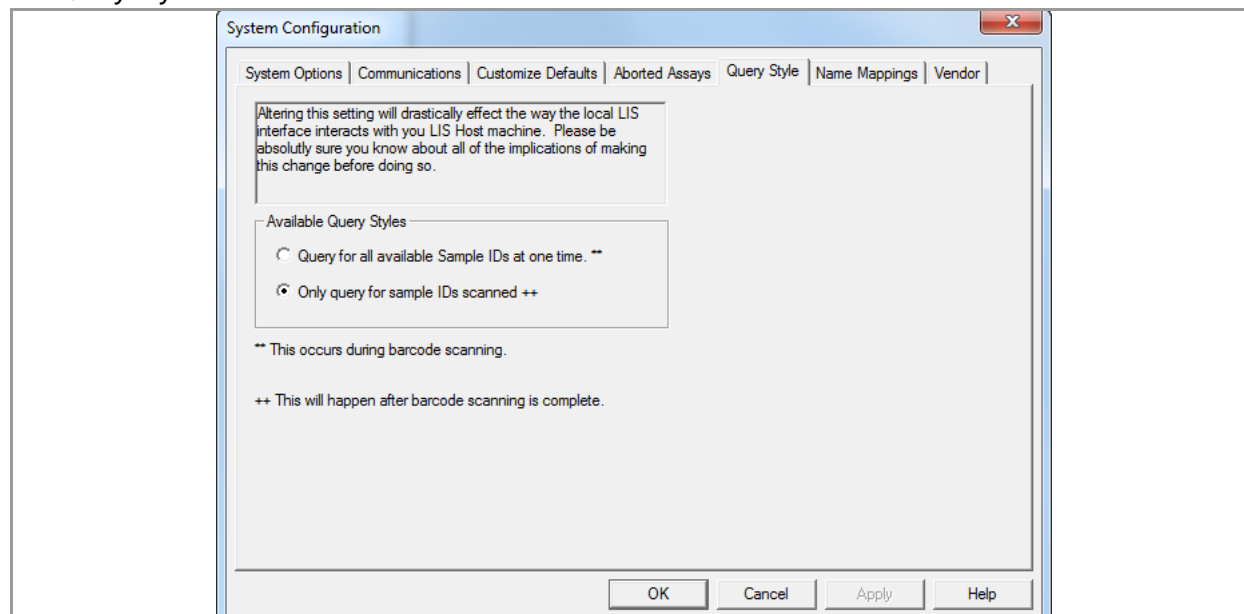 System Configuration
System Options Communications Customize Defaults Aborted Assays Query Style Name Mappings Vendor
Altering this setting will drastically effect the way the local LIS
interface interacts with you LIS Host machine. Please be
absolutly sure you know about all of the implications of making
this change before doing so.
Available Query Styles
Query for all available Sample IDs at one time. **
Only query for sample IDs scanned ++
** This occurs during barcode scanning.
++ This will happen after barcode scanning is complete.
OK Cancel Apply Help